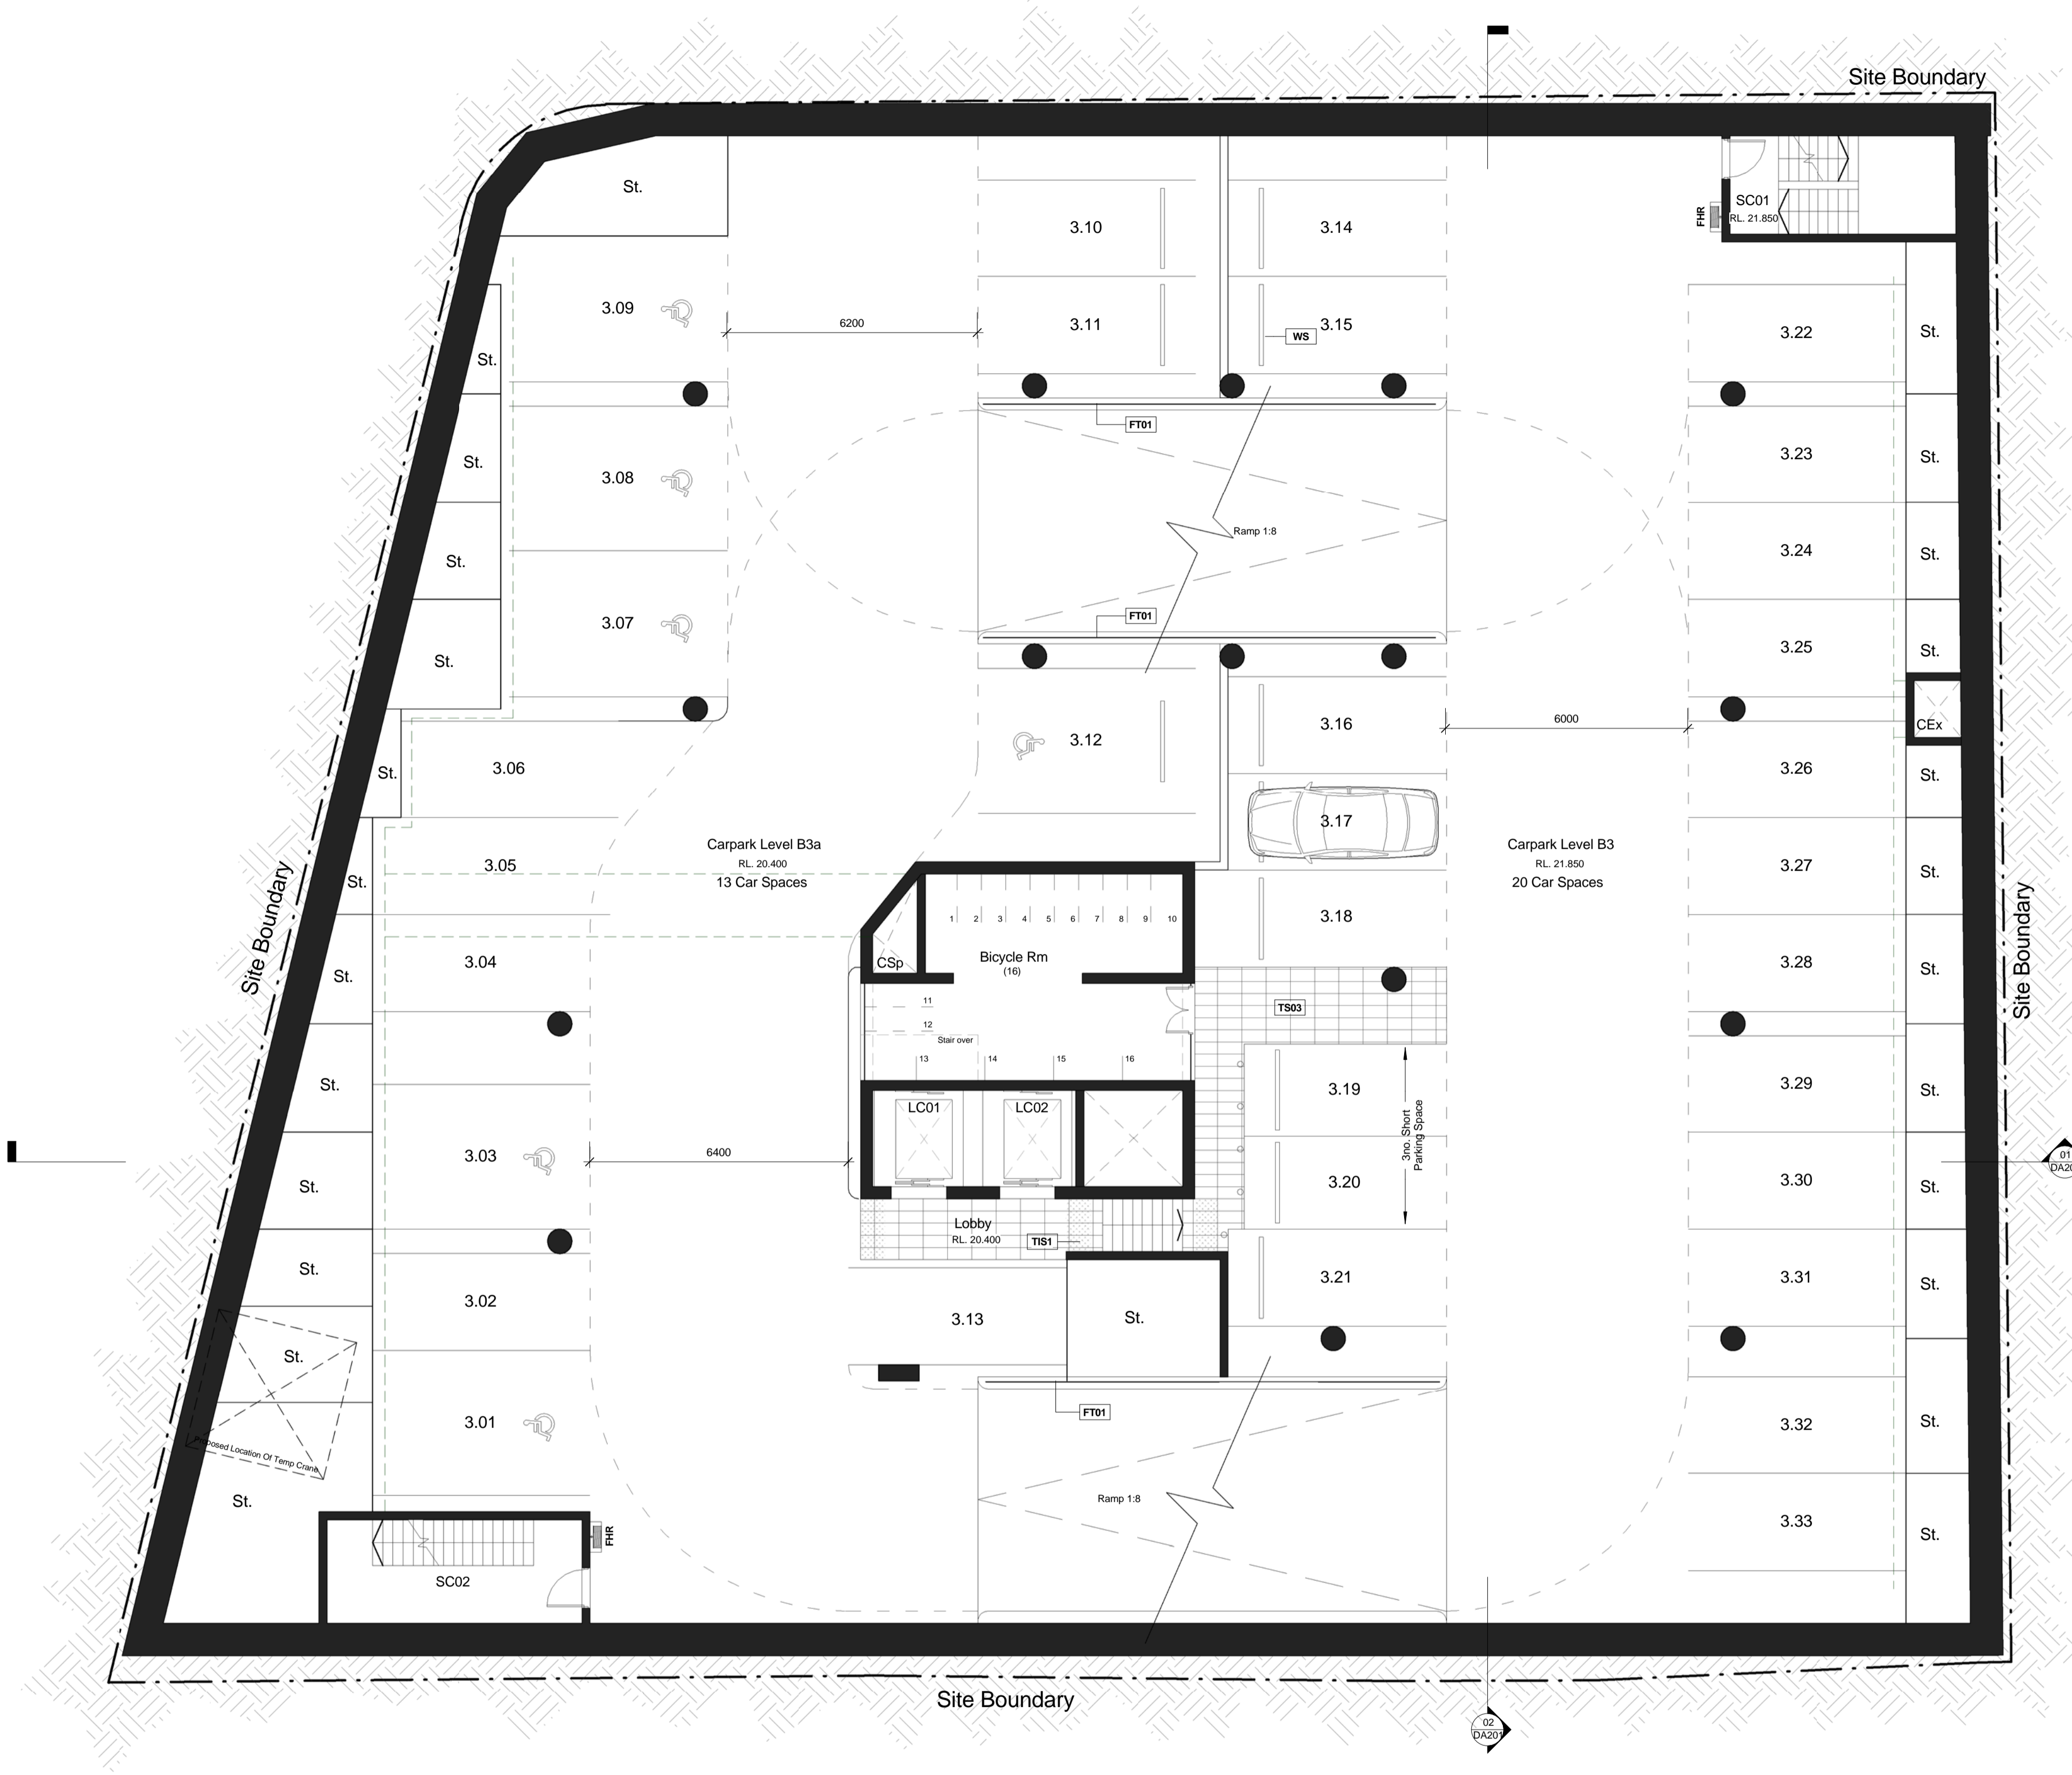 Site Boundary
St.
SC01
RL. 21.850
FHR
3.10
3.14
3.09
6200
3.11
WS
3.15
3.22
St.
St.
FT01
St.
3.08
3.23
St.
Ramp 1:8
St.
3.24
St.
FT01
3.07
St.
3.25
St.
3.12
3.16
6000
CEx
St.
3.06
3.26
St.
3.17
Carpark Level B3a
RL. 20.400
13 Car Spaces
Carpark Level B3
RL. 21.850
20 Car Spaces
3.05
St.
3.27
St.
Site Boundary
1 2 3 4 5 6 7 8 9 10
3.18
Site Boundary
St.
3.04
CSp
Bicycle Rm
(16)
3.28
St.
11
12
Stair over
TS03
13 14 15 16
St.
3.19
3.29
St.
LC01
LC02
3no. Short
Parking Space
3.03
6400
01
St.
3.20
3.30
St.
Lobby
RL. 20.400
TIS1
St.
3.02
3.21
3.31
St.
3.13
St.
St.
3.01
FT01
3.32
St.
Location Of Temp Crane
St.
Ramp 1:8
3.33
St.
FHR
SC02
Site Boundary
02
DA201